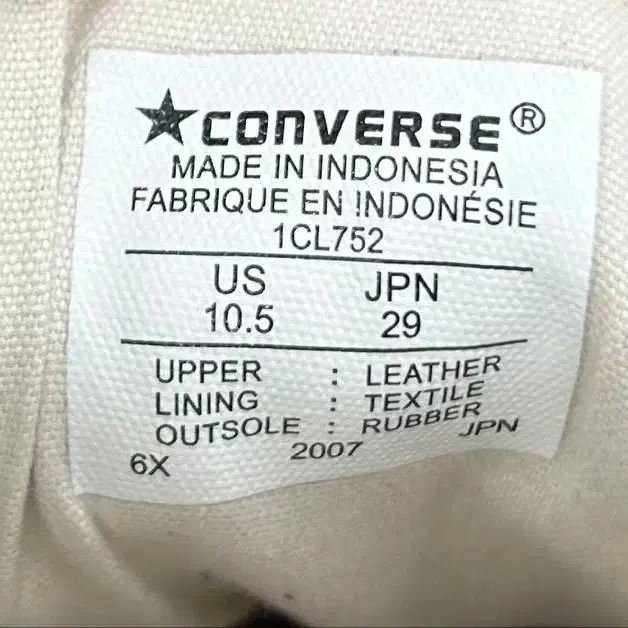 ★CONVERSE®
MADE IN INDONESIA
FABRIQUE EN INDONÉSIE
1CL752
US JPN
10.5 29
UPPER : LEATHER
LINING : TEXTILE
OUTSOLE : RUBBER
6X 2007 JPN